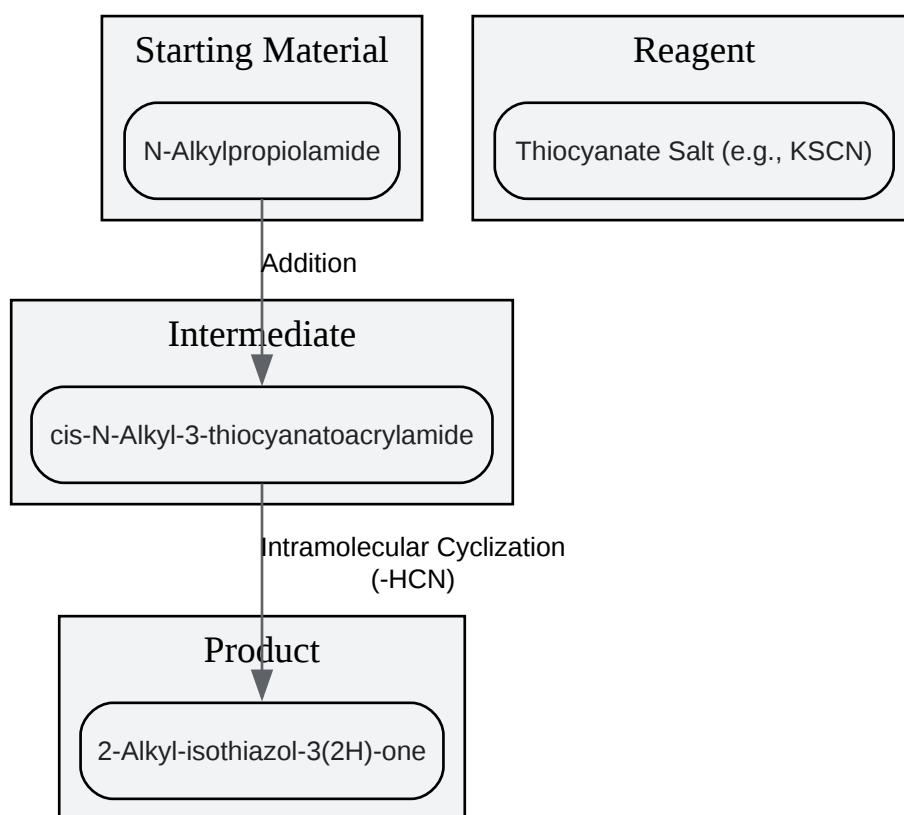 Starting Material
Reagent
N-Alkylpropiolamide
Thiocyanate Salt (e.g., KSCN)
Addition
Intermediate
cis-N-Alkyl-3-thiocyanatoacrylamide
Intramolecular Cyclization
(-HCN)
Product
2-Alkyl-isothiazol-3(2H)-one